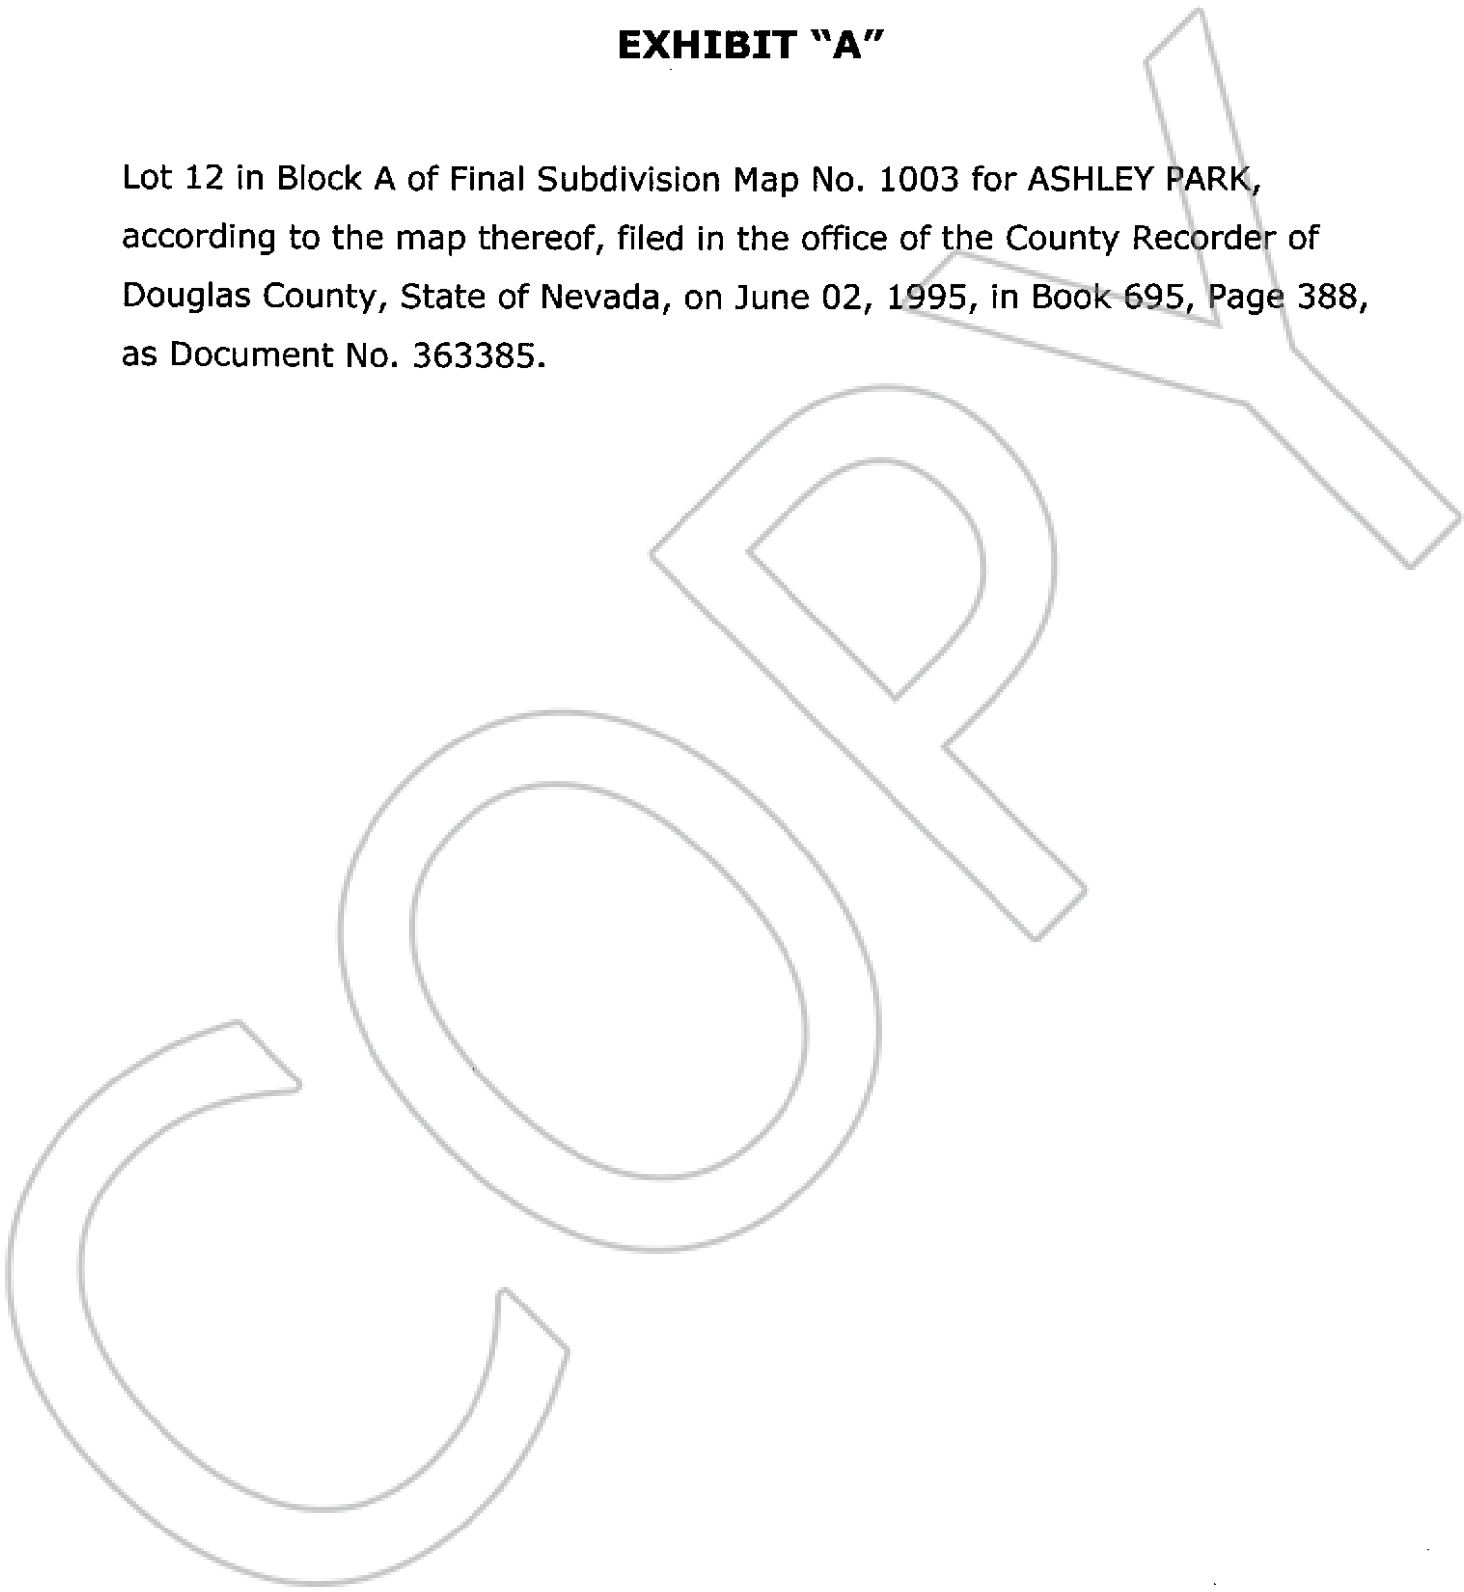 EXHIBIT “A”
Lot 12 in Block A of Final Subdivision Map No. 1003 for ASHLEY PARK,
according to the map thereof, filed in the office of the County Recorder of
Douglas County, State of Nevada, on June 02, 1995, in Book 695, Page 388,
as Document No. 363385.
COPY